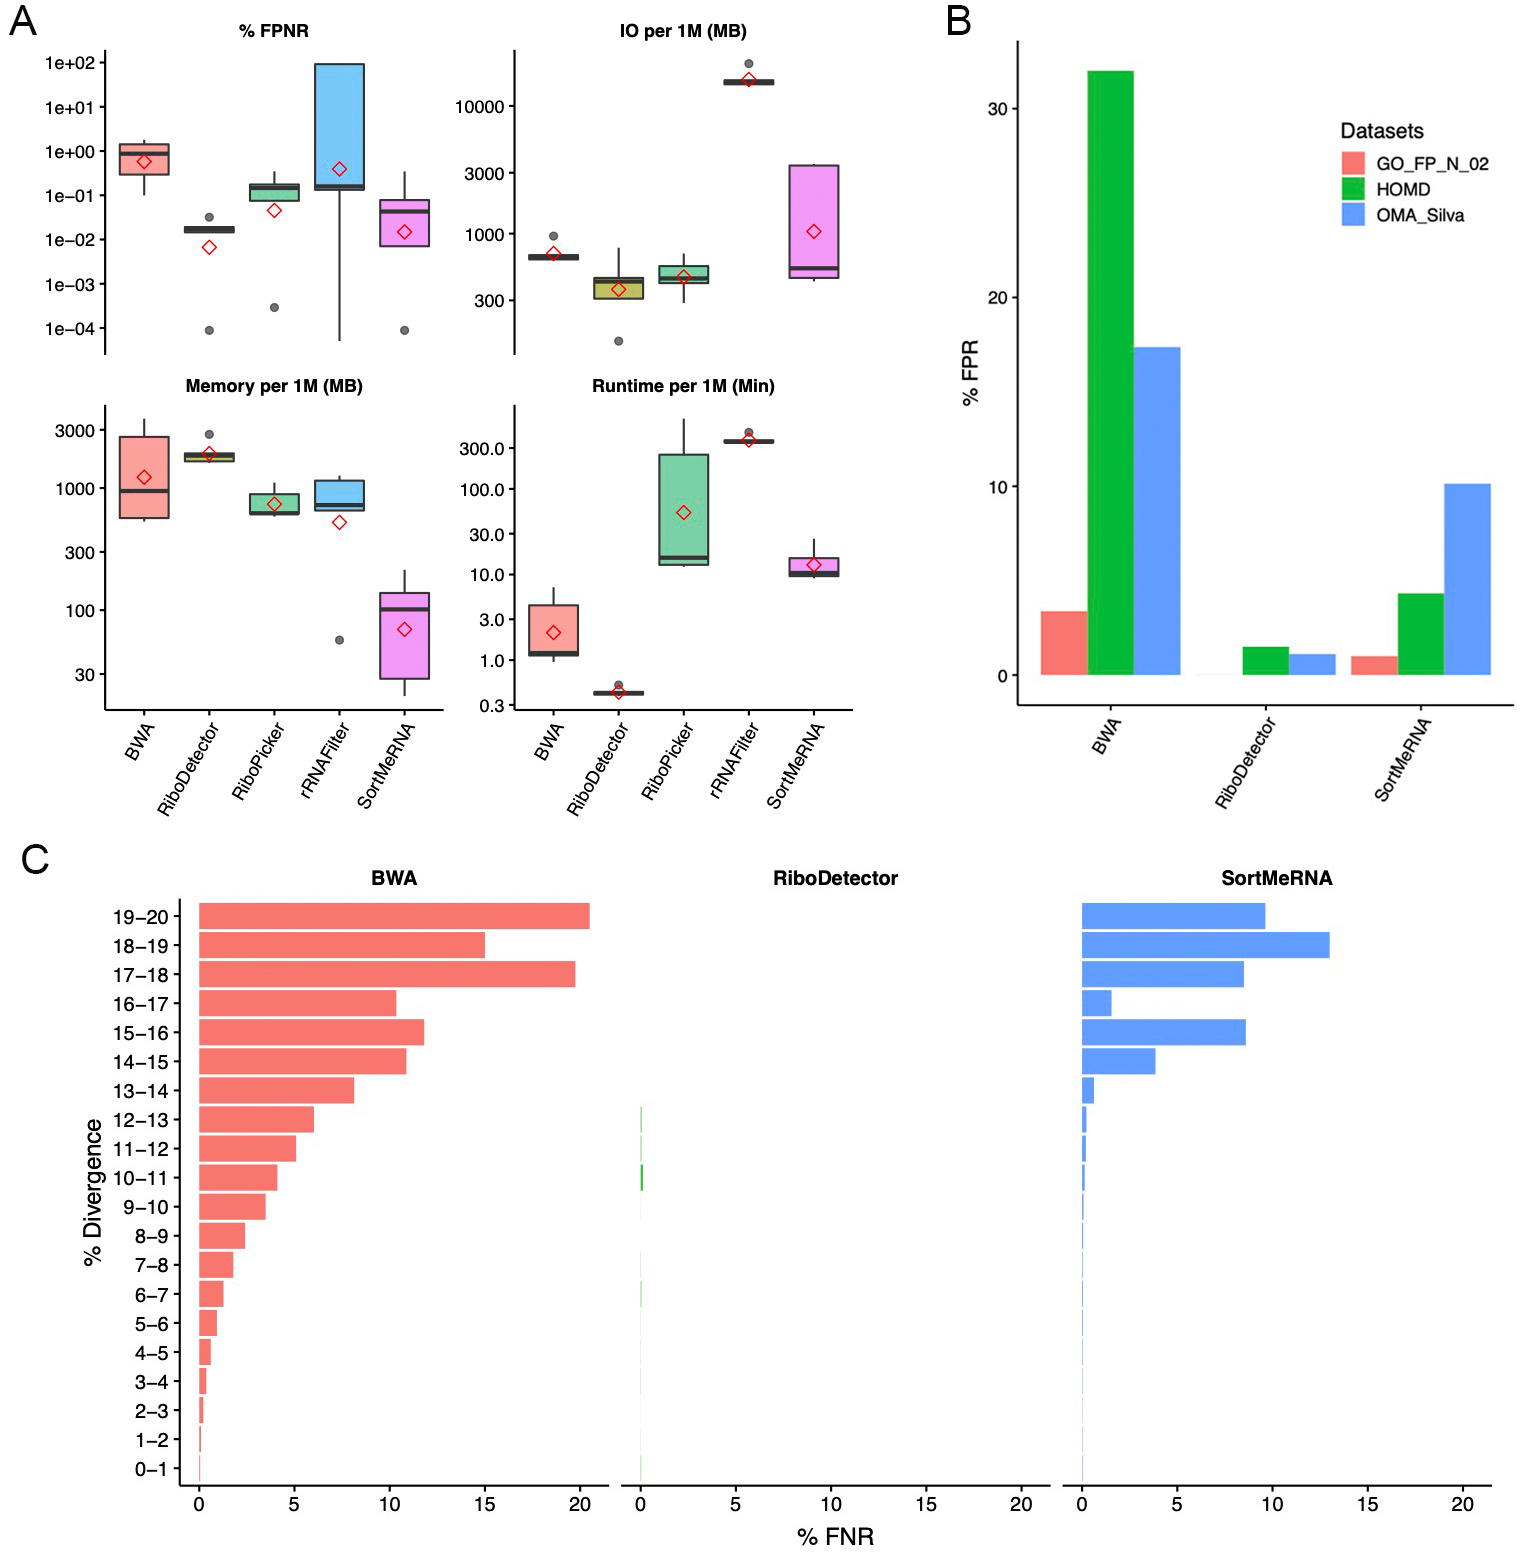 A
% FPNR
1e+02
1e+01
1e+00
1e−01
1e−02
1e−03
1e−04
IO per 1M (MB)
10000
3000
1000
300
Memory per 1M (MB)
3000
1000
300
100
30
BWA
RiboDetector
RiboPicker
rRNAFilter
SortMeRNA
Runtime per 1M (Min)
300.0
100.0
30.0
10.0
3.0
1.0
0.3
BWA
RiboDetector
RiboPicker
rRNAFilter
SortMeRNA
B
% FPR
30
20
10
0
Datasets
GO_FP_N_02
HOMD
OMA_Silva
BWA
RiboDetector
SortMeRNA
C
BWA
RiboDetector
SortMeRNA
% Divergence
19−20
18−19
17−18
16−17
15−16
14−15
13−14
12−13
11−12
10−11
9−10
8−9
7−8
6−7
5−6
4−5
3−4
2−3
1−2
0−1
0 5 10 15 20
0 5 10 15 20
0 5 10 15 20
% FNR